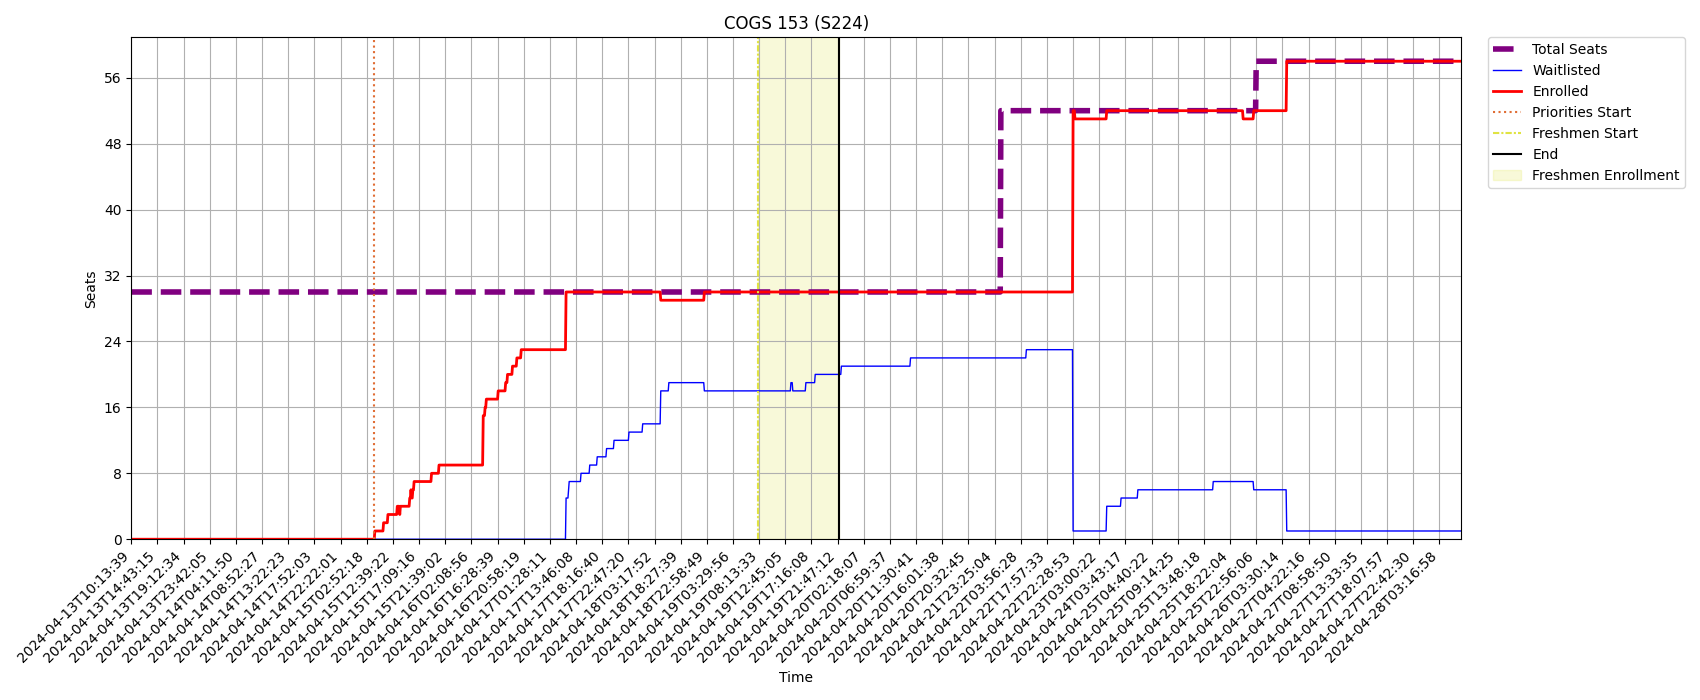 COGS 153 (S224)
Total Seats
Waitlisted
Enrolled
Priorities Start
Freshmen Start
End
Freshmen Enrollment
Seats
56
48
40
32
24
16
8
0
2024-04-13T10:13:39
2024-04-13T14:43:15
2024-04-13T19:12:34
2024-04-13T23:42:05
2024-04-14T04:11:50
2024-04-14T08:52:27
2024-04-14T13:22:23
2024-04-14T17:52:03
2024-04-14T22:22:01
2024-04-15T02:52:18
2024-04-15T12:39:22
2024-04-15T17:09:16
2024-04-15T21:39:02
2024-04-16T02:08:56
2024-04-16T16:28:39
2024-04-16T20:58:19
2024-04-17T01:28:11
2024-04-17T13:46:08
2024-04-17T18:16:40
2024-04-17T22:47:20
2024-04-18T03:17:52
2024-04-18T18:27:39
2024-04-18T22:58:49
2024-04-19T03:29:56
2024-04-19T08:13:33
2024-04-19T12:45:05
2024-04-19T17:16:08
2024-04-19T21:47:12
2024-04-20T02:18:07
2024-04-20T06:59:37
2024-04-20T11:30:41
2024-04-20T16:01:38
2024-04-20T20:32:45
2024-04-21T23:25:04
2024-04-22T03:56:28
2024-04-22T17:57:33
2024-04-22T22:28:53
2024-04-23T03:00:22
2024-04-24T03:43:17
2024-04-25T04:40:22
2024-04-25T09:14:25
2024-04-25T13:48:18
2024-04-25T18:22:04
2024-04-25T22:56:06
2024-04-26T03:30:14
2024-04-27T04:22:16
2024-04-27T08:58:50
2024-04-27T13:33:35
2024-04-27T18:07:57
2024-04-27T22:42:30
2024-04-28T03:16:58
Time